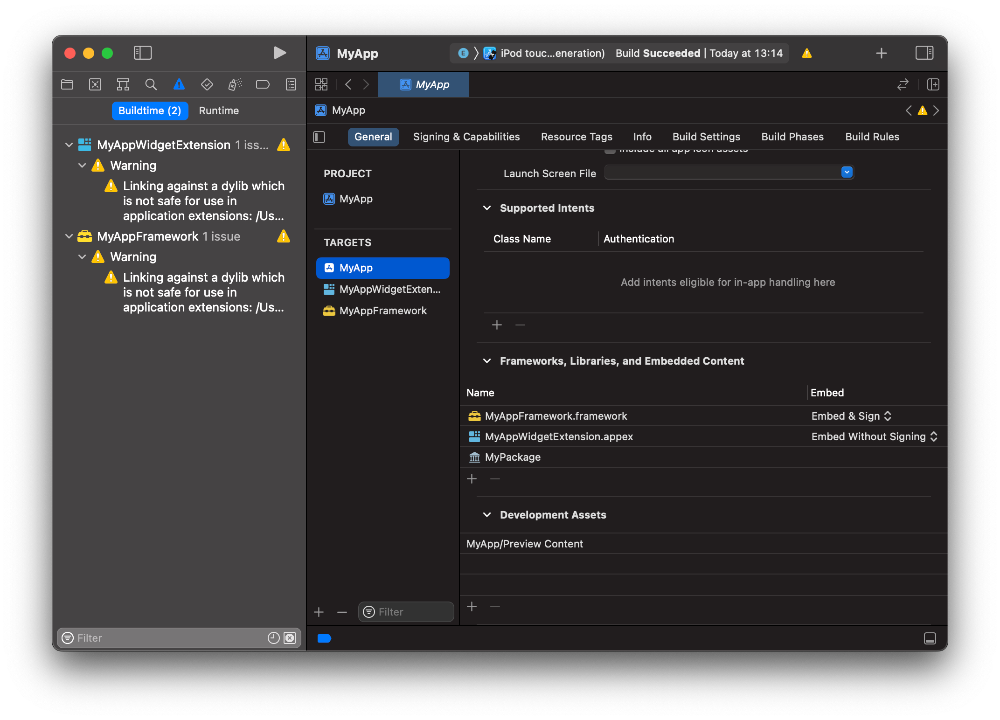 MyApp
iPod touc...eneration)
Build Succeeded | Today at 13:14
MyApp
Buildtime (2)
Runtime
MyApp
General
Signing & Capabilities
Resource Tags
Info
Build Settings
Build Phases
Build Rules
MyAppWidgetExtension 1 iss...
Warning
Linking against a dylib which
is not safe for use in
application extensions: /Us...
MyAppFramework 1 issue
Warning
Linking against a dylib which
is not safe for use in
application extensions: /Us...
Filter
PROJECT
MyApp
TARGETS
MyApp
MyAppWidgetExten...
MyAppFramework
Filter
Include all app icon assets
Launch Screen File
Supported Intents
Class Name
Authentication
Add intents eligible for in-app handling here
Frameworks, Libraries, and Embedded Content
Name
Embed
MyAppFramework.framework
Embed & Sign
MyAppWidgetExtension.appex
Embed Without Signing
MyPackage
Development Assets
MyApp/Preview Content